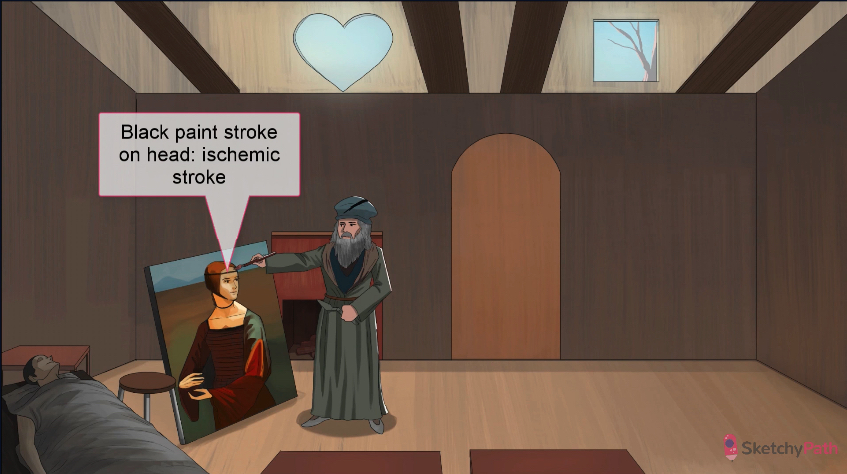 Black paint stroke
on head: ischemic
stroke
SketchyPath